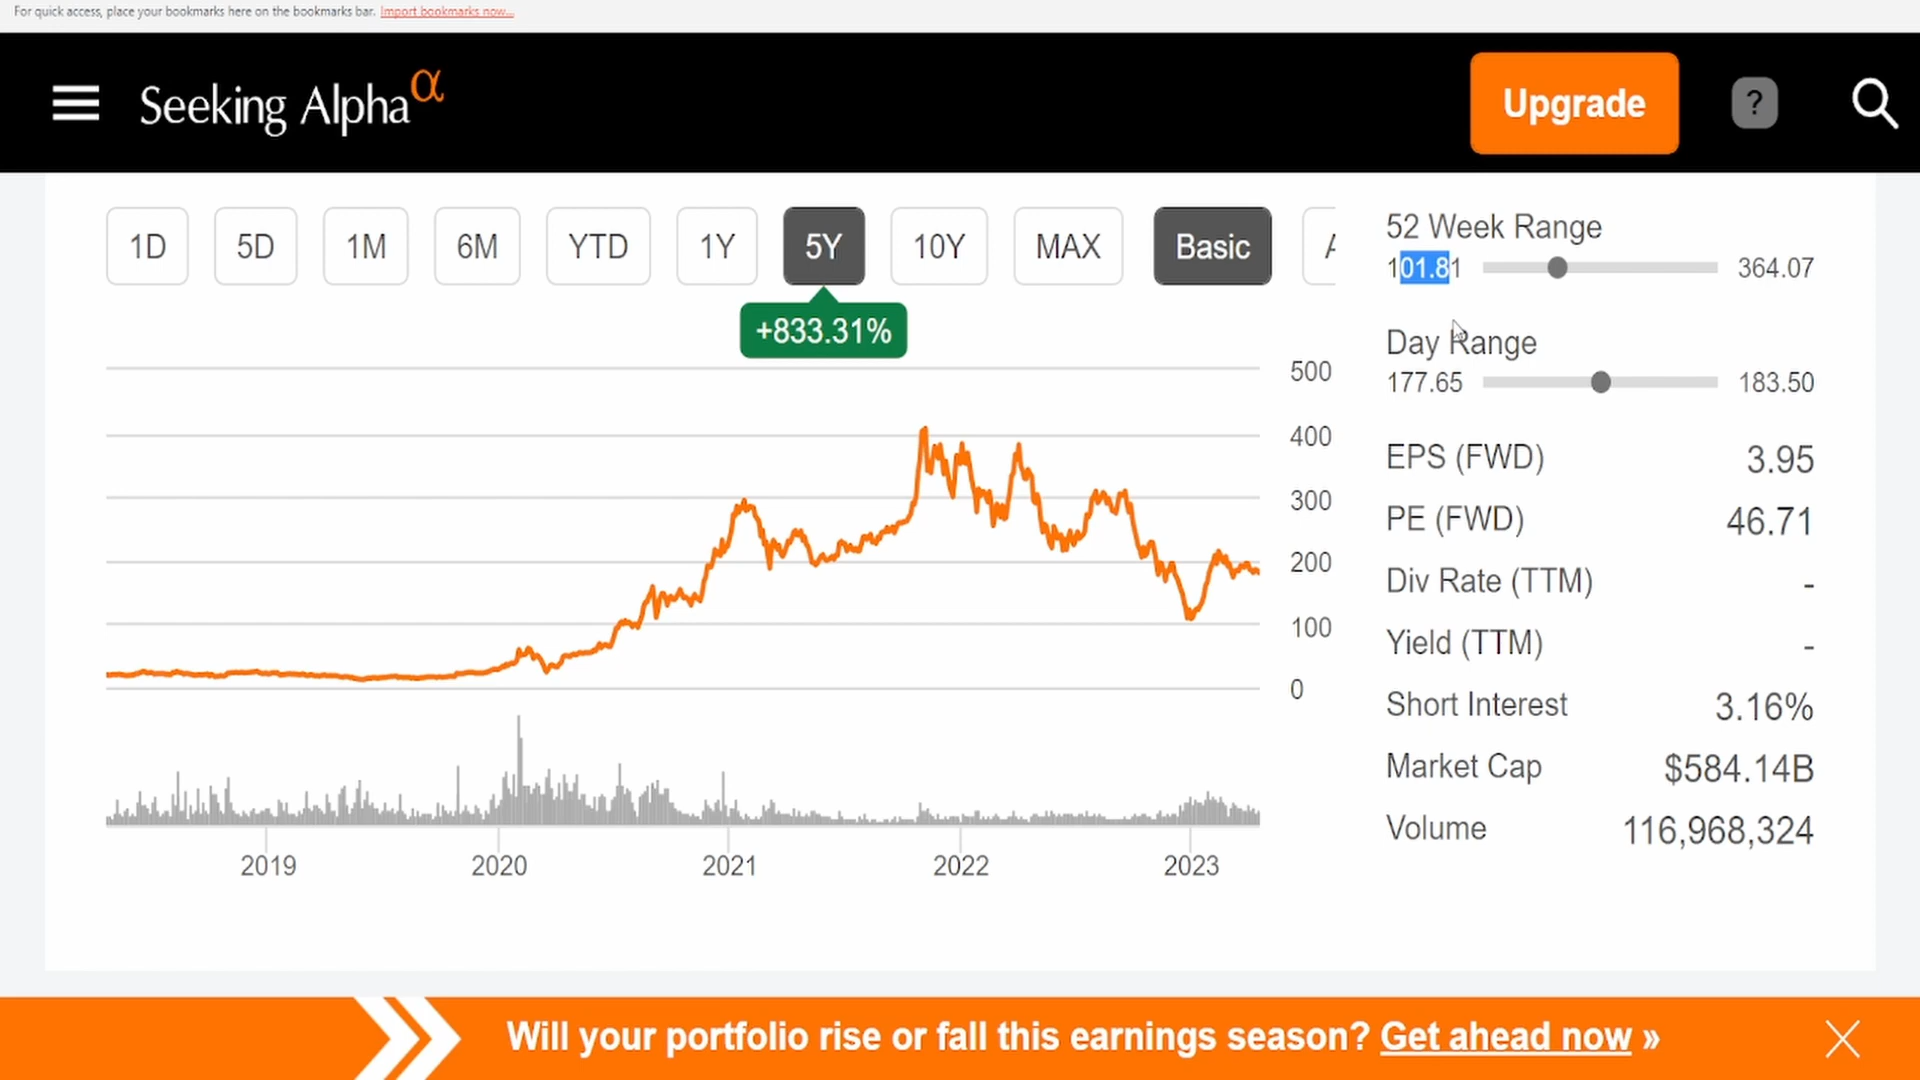 For quick access, place your bookmarks here on the bookmarks bar. Import bookmarks now...
Seeking Alpha α
Upgrade
?
1D 5D 1M 6M YTD 1Y 5Y 10Y MAX Basic
+833.31%
500
400
300
200
100
0
2019 2020 2021 2022 2023
52 Week Range
101.81 364.07
Day Range
177.65 183.50
EPS (FWD) 3.95
PE (FWD) 46.71
Div Rate (TTM) -
Yield (TTM) -
Short Interest 3.16%
Market Cap $584.14B
Volume 116,968,324
Will your portfolio rise or fall this earnings season? Get ahead now »